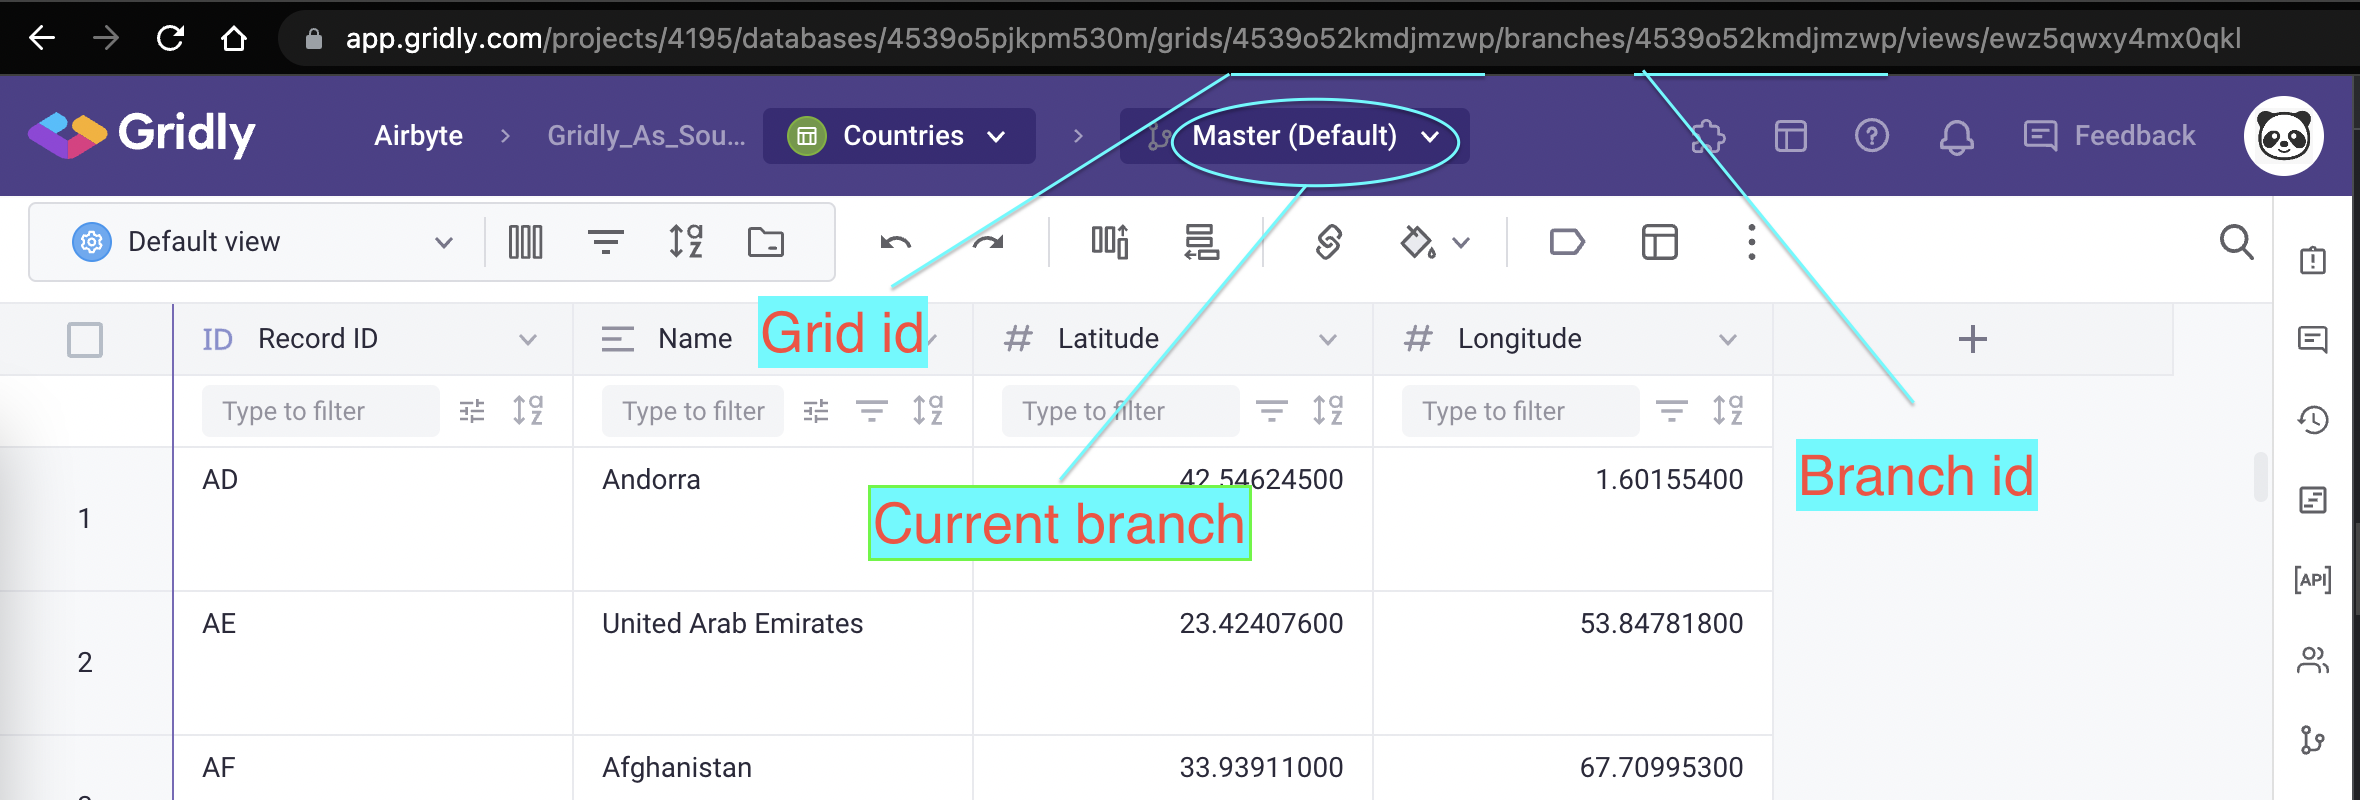 app.gridly.com/projects/4195/databases/4539o5pjkpm530m/grids/4539o52kmdjmzwp/branches/4539o52kmdjmzwp/views/ewz5qwxy4mx0qkl
Gridly Airbyte > Gridly_As_Sou... Countries > Master (Default) Feedback
Default view
Grid id
ID Record ID Name # Latitude # Longitude +
Type to filter Type to filter Type to filter Type to filter
Branch id
1 AD Andorra 42.54624500 1.60155400
Current branch
[API]
2 AE United Arab Emirates 23.42407600 53.84781800
AF Afghanistan 33.93911000 67.70995300